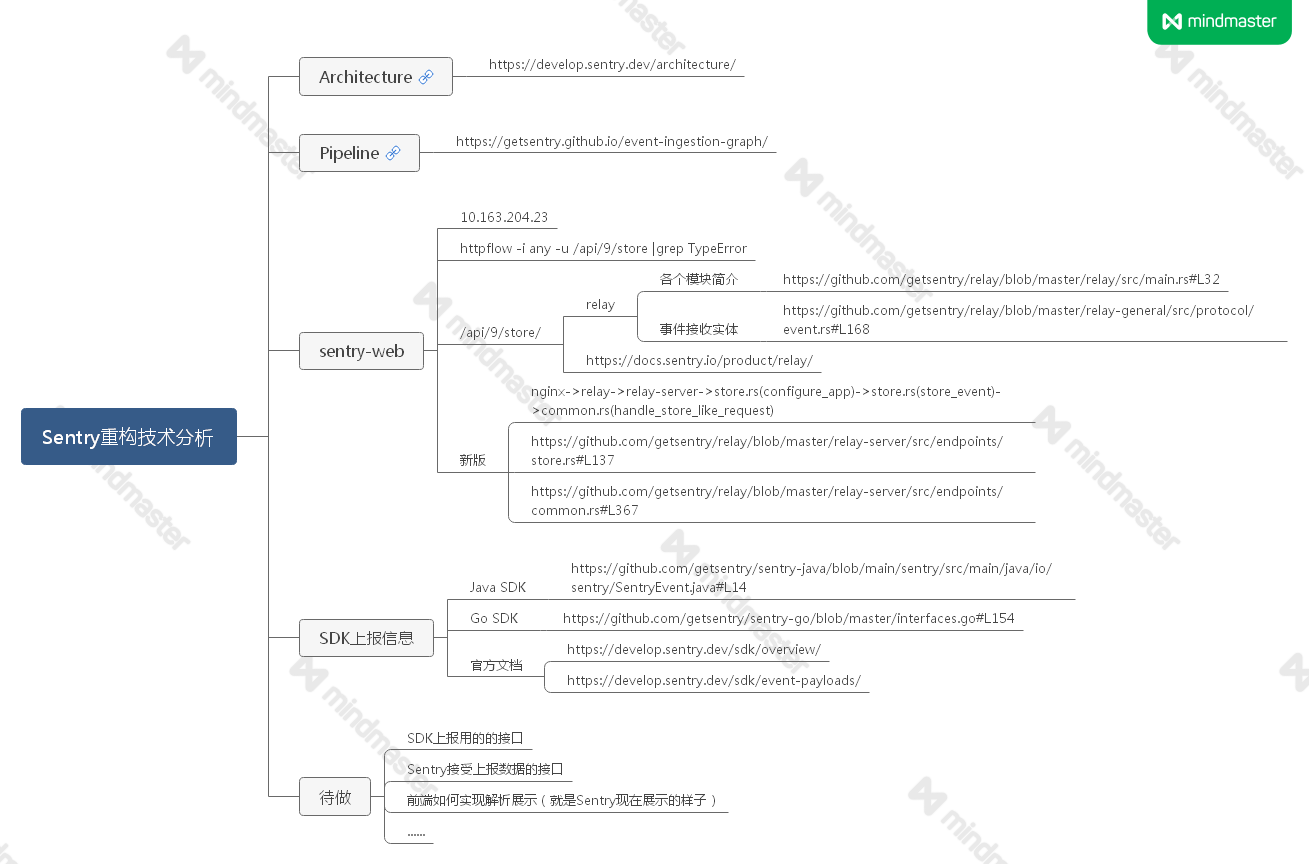 mindmaster
Architecture
https://develop.sentry.dev/architecture/
Pipeline
https://getsentry.github.io/event-ingestion-graph/
Sentry重构技术分析
sentry-web
10.163.204.23
httpflow -i any -u /api/9/store |grep TypeError
/api/9/store/
relay
各个模块简介
https://github.com/getsentry/relay/blob/master/relay/src/main.rs#L32
事件接收实体
https://github.com/getsentry/relay/blob/master/relay-general/src/protocol/
event.rs#L168
https://docs.sentry.io/product/relay/
新版
nginx->relay->relay-server->store.rs(configure_app)->store.rs(store_event)-
>common.rs(handle_store_like_request)
https://github.com/getsentry/relay/blob/master/relay-server/src/endpoints/
store.rs#L137
https://github.com/getsentry/relay/blob/master/relay-server/src/endpoints/
common.rs#L367
SDK上报信息
Java SDK
https://github.com/getsentry/sentry-java/blob/main/sentry/src/main/java/io/
sentry/SentryEvent.java#L14
Go SDK
https://github.com/getsentry/sentry-go/blob/master/interfaces.go#L154
官方文档
https://develop.sentry.dev/sdk/overview/
https://develop.sentry.dev/sdk/event-payloads/
待做
SDK上报用的的接口
Sentry接受上报数据的接口
前端如何实现解析展示（就是Sentry现在展示的样子）
......
mindmaster
mindmaster
mindmaster
mindmaster
mindmaster
mindmaster
mindmaster
mindmaster